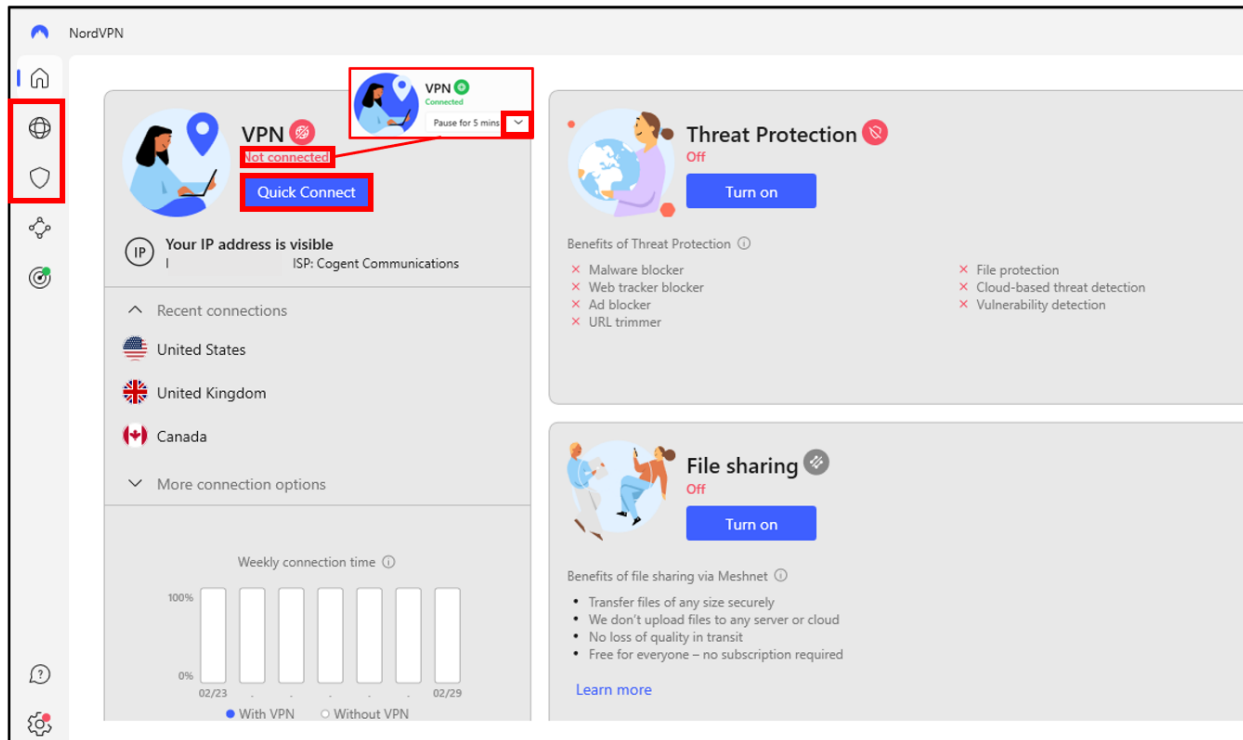 NordVPN
VPN
Connected
Pause for 5 mins
VPN
Not connected
Quick Connect
IP
Your IP address is visible
I
ISP: Cogent Communications
Recent connections
United States
United Kingdom
Canada
More connection options
Weekly connection time
100%
0%
02/23 . . . . . 02/29
With VPN Without VPN
Threat Protection
Off
Turn on
Benefits of Threat Protection
Malware blocker
Web tracker blocker
Ad blocker
URL trimmer
File protection
Cloud-based threat detection
Vulnerability detection
File sharing
Off
Turn on
Benefits of file sharing via Meshnet
• Transfer files of any size securely
• We don't upload files to any server or cloud
• No loss of quality in transit
• Free for everyone – no subscription required
Learn more